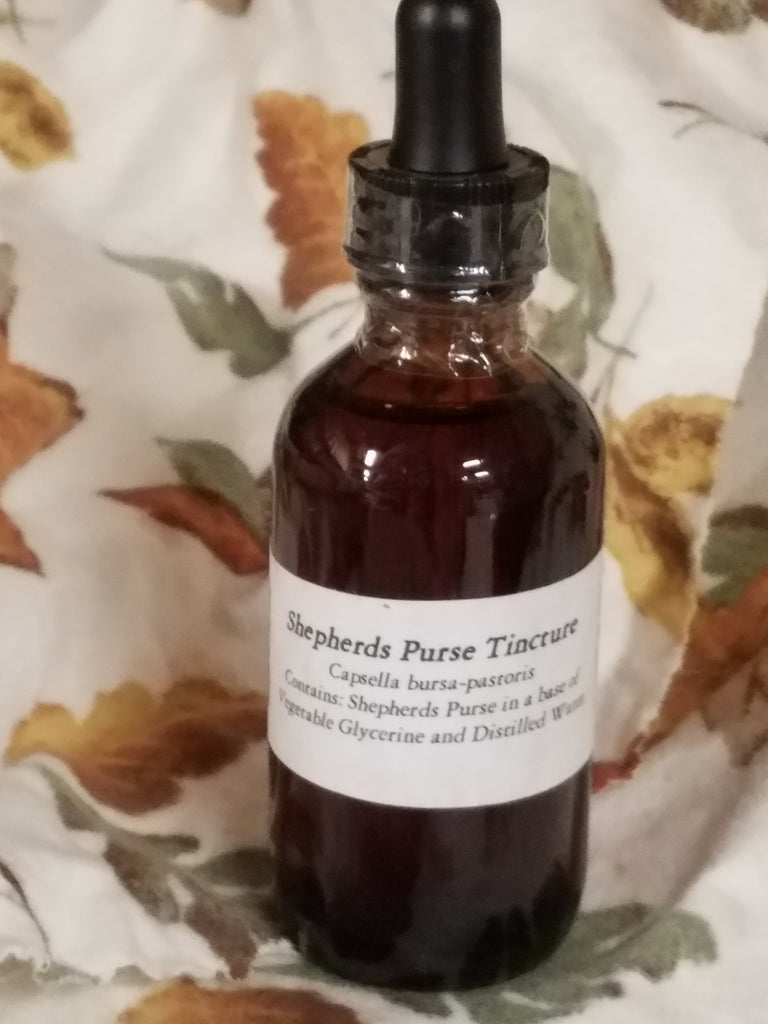 Shepherds Purse Tincture
Capsella bursa-pastoris
Contains: Shepherds Purse in a base of
Vegetable Glycerine and Distilled Water